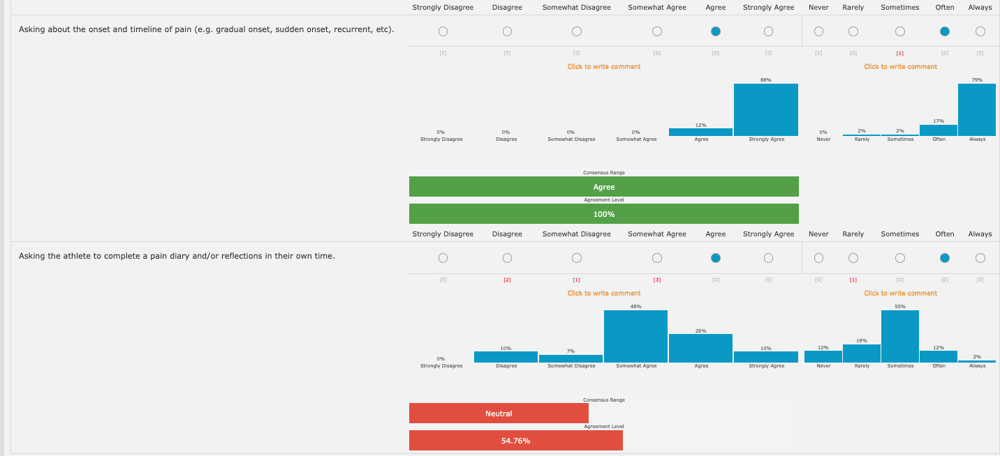 Strongly Disagree Disagree Somewhat Disagree Somewhat Agree Agree Strongly Agree Never Rarely Sometimes Often Always
Asking about the onset and timeline of pain (e.g. gradual onset, sudden onset, recurrent, etc).
[0] [0] [0] [0] [0] [0] [0] [0] [1] [0] [0]
Click to write comment Click to write comment
88% 79%
12% 17%
0% 0% 0% 0% 0% 2% 2%
Strongly Disagree Disagree Somewhat Disagree Somewhat Agree Agree Strongly Agree Never Rarely Sometimes Often Always
Consensus Range
Agree
Agreement Level
100%
Strongly Disagree Disagree Somewhat Disagree Somewhat Agree Agree Strongly Agree Never Rarely Sometimes Often Always
Asking the athlete to complete a pain diary and/or reflections in their own time.
[0] [2] [1] [3] [0] [0] [0] [1] [0] [0] [0]
Click to write comment Click to write comment
48% 55%
26% 19%
0% 10% 7% 10% 12% 12% 2%
Strongly Disagree Disagree Somewhat Disagree Somewhat Agree Agree Strongly Agree Never Rarely Sometimes Often Always
Consensus Range
Neutral
Agreement Level
54.76%